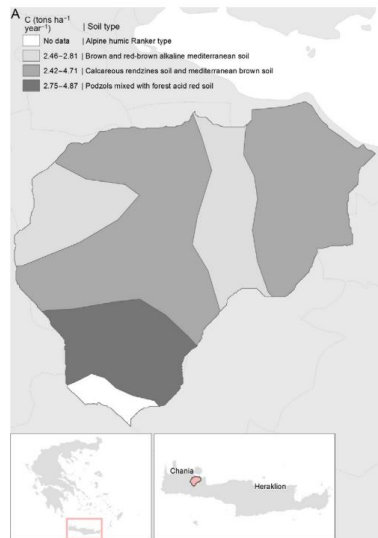 A
C (tons ha⁻¹
year⁻¹) | Soil type
No data | Alpine humic Ranker type
2.46–2.81 | Brown and red-brown alkaline mediterranean soil
2.42–4.71 | Calcareous rendzines soil and mediterranean brown soil
2.75–4.87 | Podzols mixed with forest acid red soil
Chania
Heraklion